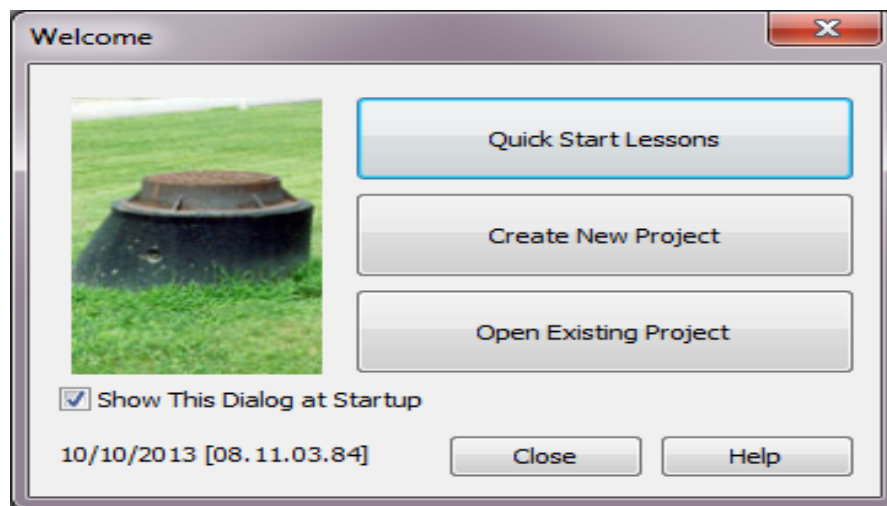 Welcome
Quick Start Lessons
Create New Project
Open Existing Project
Show This Dialog at Startup
10/10/2013 [08.11.03.84]
Close
Help